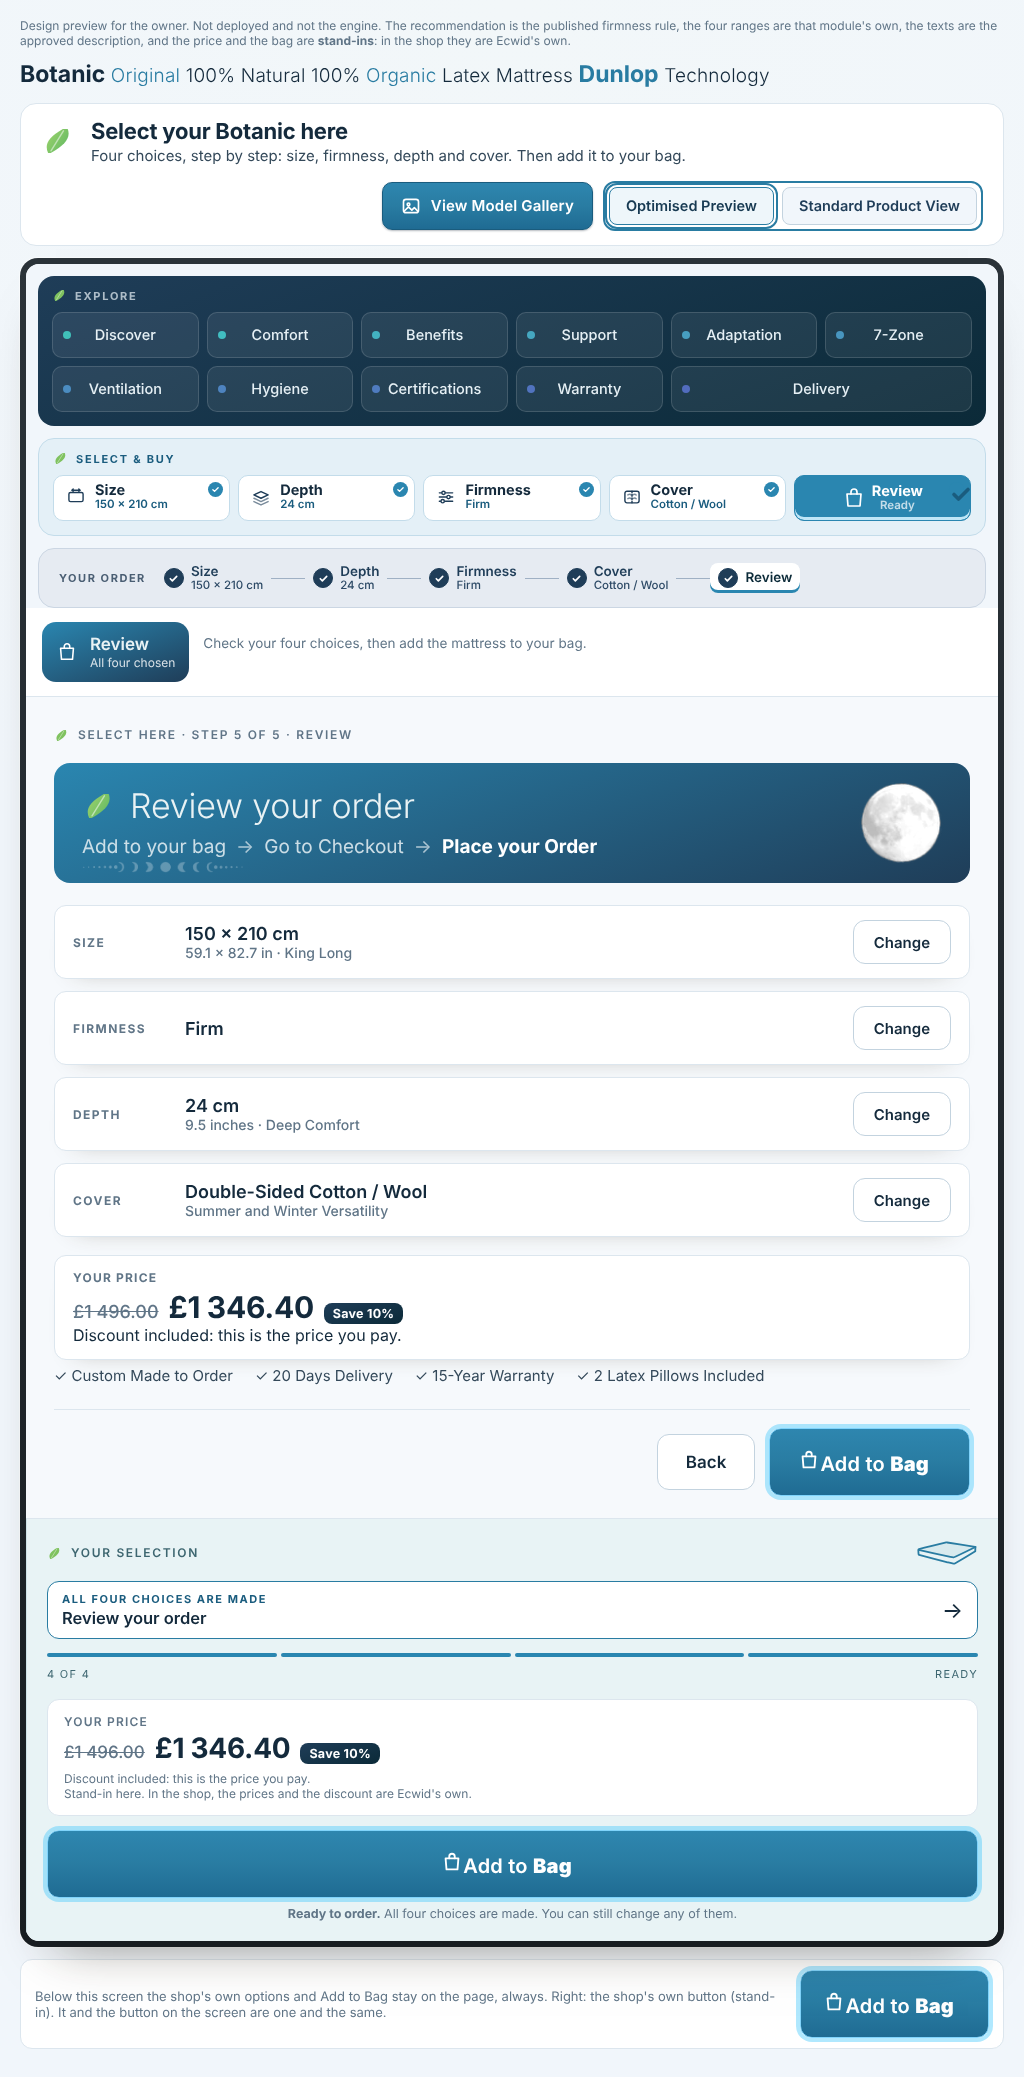 Design preview for the owner. Not deployed and not the engine. The recommendation is the published firmness rule, the four ranges are that module's own, the texts are the
approved description, and the price and the bag are stand-ins: in the shop they are Ecwid's own.
Botanic Original 100% Natural 100% Organic Latex Mattress Dunlop Technology
Select your Botanic here
Four choices, step by step: size, firmness, depth and cover. Then add it to your bag.
View Model Gallery
Optimised Preview
Standard Product View
EXPLORE
Discover
Comfort
Benefits
Support
Adaptation
7-Zone
Ventilation
Hygiene
Certifications
Warranty
Delivery
SELECT & BUY
Size
150 × 210 cm
Depth
24 cm
Firmness
Firm
Cover
Cotton / Wool
Review
Ready
YOUR ORDER
Size
150 × 210 cm
Depth
24 cm
Firmness
Firm
Cover
Cotton / Wool
Review
Review
All four chosen
Check your four choices, then add the mattress to your bag.
SELECT HERE · STEP 5 OF 5 · REVIEW
Review your order
Add to your bag → Go to Checkout → Place your Order
SIZE
150 × 210 cm
59.1 × 82.7 in · King Long
Change
FIRMNESS
Firm
Change
DEPTH
24 cm
9.5 inches · Deep Comfort
Change
COVER
Double-Sided Cotton / Wool
Summer and Winter Versatility
Change
YOUR PRICE
£1 496.00 £1 346.40 Save 10%
Discount included: this is the price you pay.
✓ Custom Made to Order ✓ 20 Days Delivery ✓ 15-Year Warranty ✓ 2 Latex Pillows Included
Back
Add to Bag
YOUR SELECTION
ALL FOUR CHOICES ARE MADE
Review your order →
4 OF 4
READY
YOUR PRICE
£1 496.00 £1 346.40 Save 10%
Discount included: this is the price you pay.
Stand-in here. In the shop, the prices and the discount are Ecwid's own.
Add to Bag
Ready to order. All four choices are made. You can still change any of them.
Below this screen the shop's own options and Add to Bag stay on the page, always. Right: the shop's own button (stand-
in). It and the button on the screen are one and the same.
Add to Bag